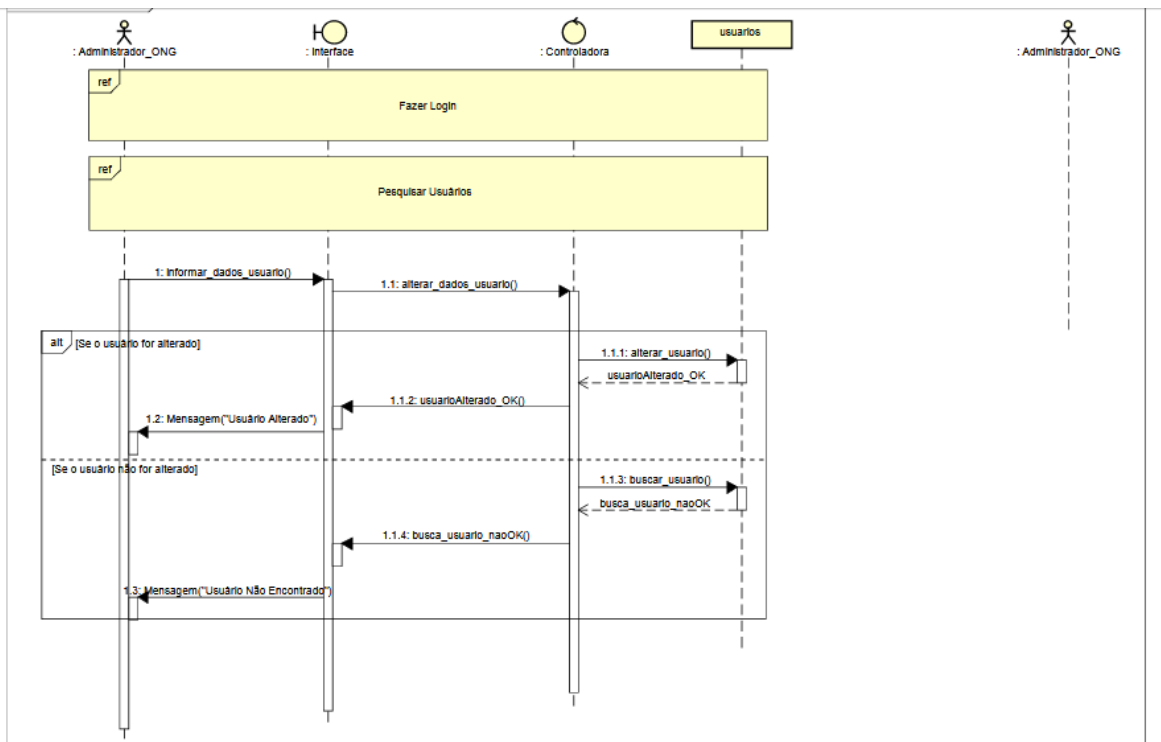 : Administrador_ONG
: Interface
: Controladora
usuarios
: Administrador_ONG
ref
Fazer Login
ref
Pesquisar Usuários
1: Informar_dados_usuario()
1.1: alterar_dados_usuario()
alt
[Se o usuário for alterado]
1.1.1: alterar_usuario()
usuarioAlterado_OK
1.1.2: usuarioAlterado_OK()
1.2: Mensagem("Usuário Alterado")
[Se o usuário não for alterado]
1.1.3: buscar_usuario()
busca_usuario_naoOK
1.1.4: busca_usuario_naoOK()
1.3: Mensagem("Usuário Não Encontrado")